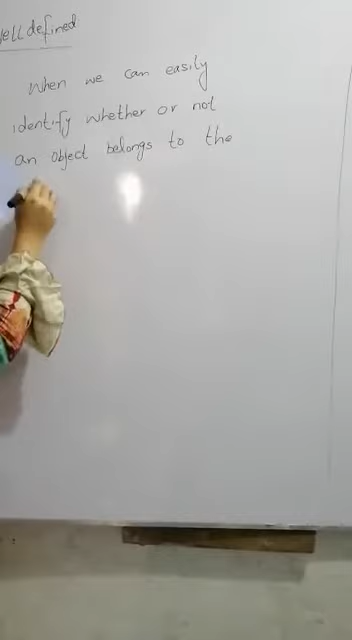 ell defined
When we can easily
identify whether or not
an object belongs to the